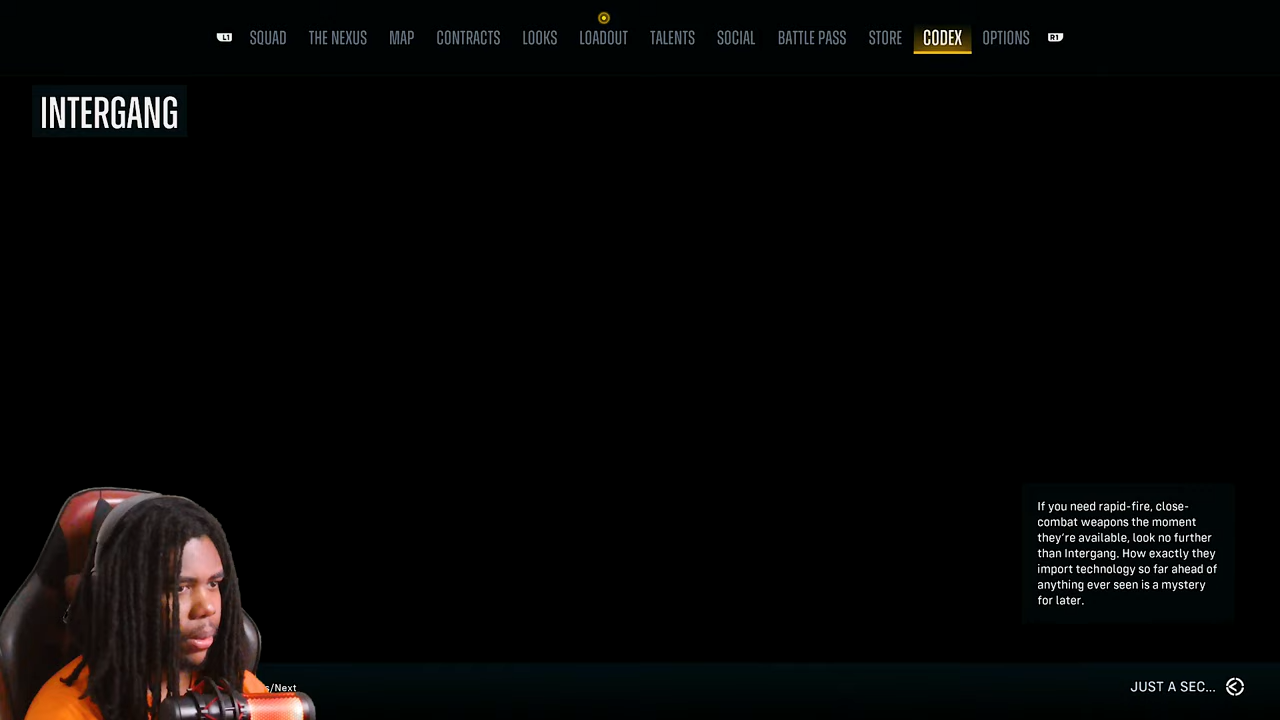 L1 SQUAD THE NEXUS MAP CONTRACTS LOOKS LOADOUT TALENTS SOCIAL BATTLE PASS STORE CODEX OPTIONS R1
INTERGANG
If you need rapid-fire, close-
combat weapons the moment
they're available, look no further
than Intergang. How exactly they
import technology so far ahead of
anything ever seen is a mystery
for later.
s/Next
JUST A SEC...